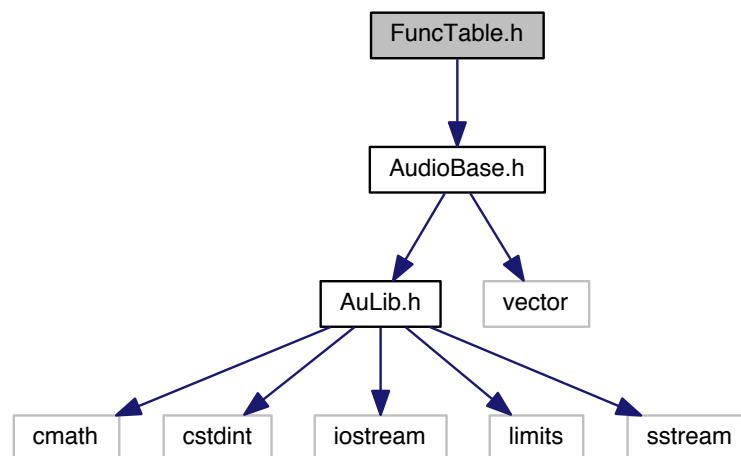 FuncTable.h
AudioBase.h
AuLib.h
vector
cmath
cstdint
iostream
limits
sstream